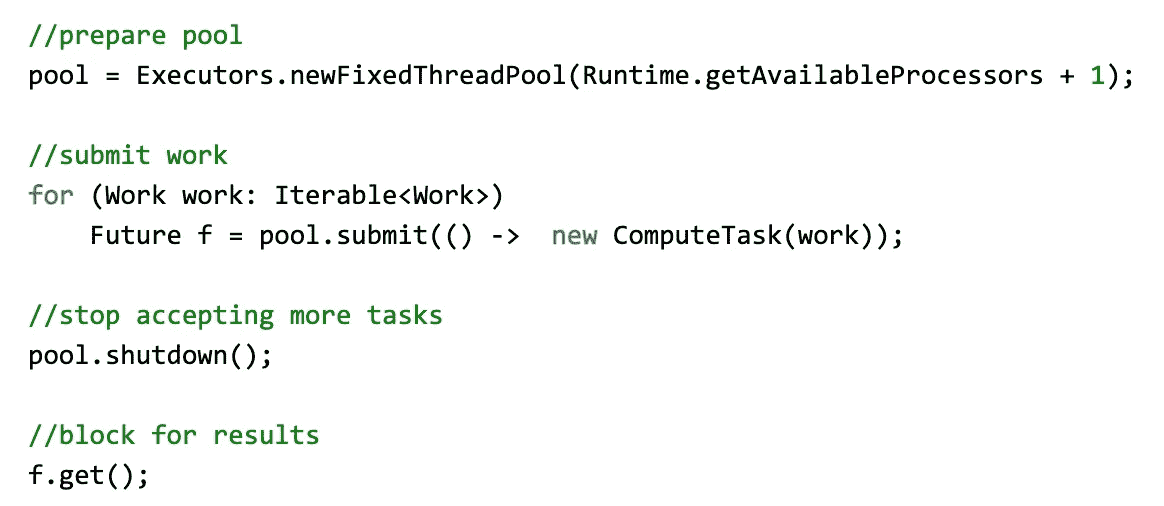 //prepare pool
pool = Executors.newFixedThreadPool(Runtime.getAvailableProcessors + 1);
//submit work
for (Work work: Iterable<Work>)
    Future f = pool.submit(() ->  new ComputeTask(work));
//stop accepting more tasks
pool.shutdown();
//block for results
f.get();